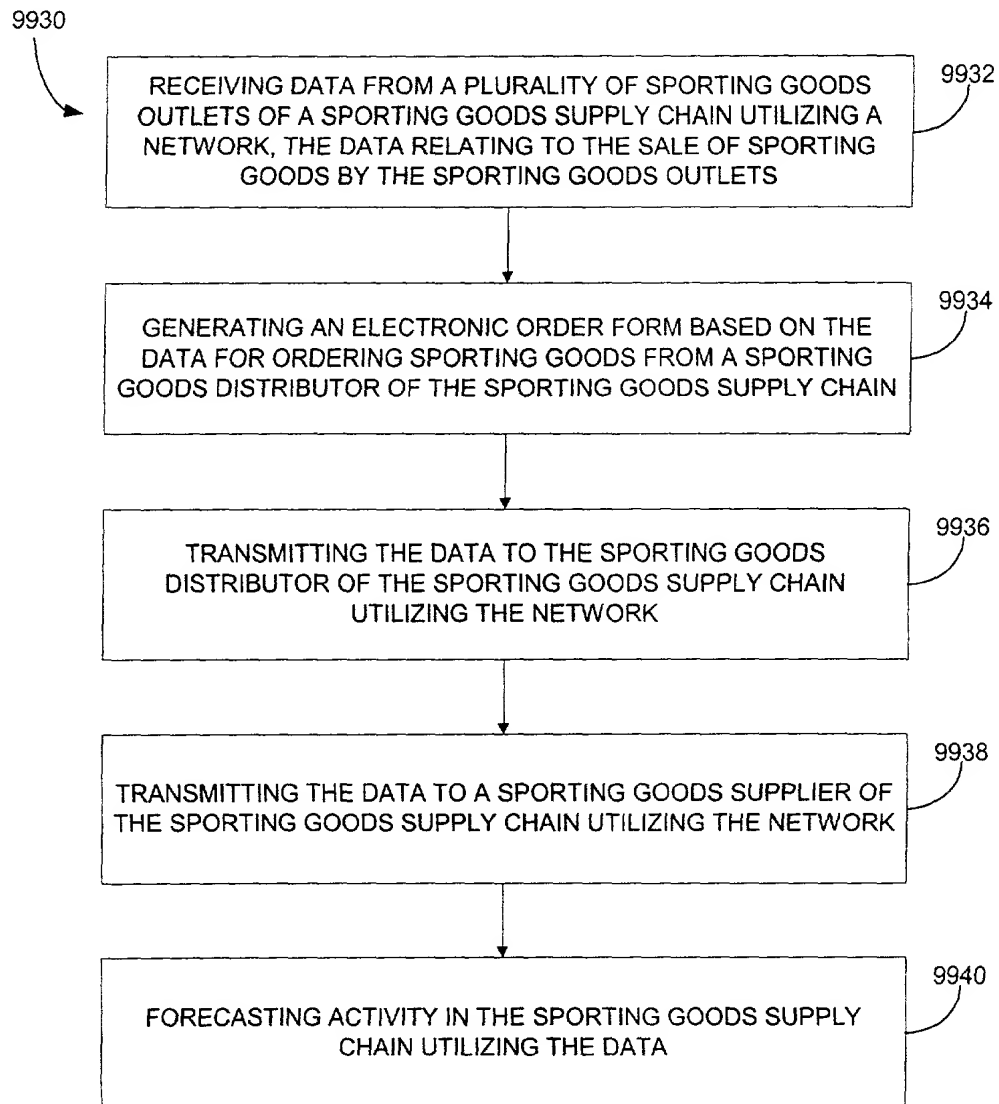 9930
RECEIVING DATA FROM A PLURALITY OF SPORTING GOODS
OUTLETS OF A SPORTING GOODS SUPPLY CHAIN UTILIZING A
NETWORK, THE DATA RELATING TO THE SALE OF SPORTING
GOODS BY THE SPORTING GOODS OUTLETS
9932
GENERATING AN ELECTRONIC ORDER FORM BASED ON THE
DATA FOR ORDERING SPORTING GOODS FROM A SPORTING
GOODS DISTRIBUTOR OF THE SPORTING GOODS SUPPLY CHAIN
9934
TRANSMITTING THE DATA TO THE SPORTING GOODS
DISTRIBUTOR OF THE SPORTING GOODS SUPPLY CHAIN
UTILIZING THE NETWORK
9936
TRANSMITTING THE DATA TO A SPORTING GOODS SUPPLIER OF
THE SPORTING GOODS SUPPLY CHAIN UTILIZING THE NETWORK
9938
FORECASTING ACTIVITY IN THE SPORTING GOODS SUPPLY
CHAIN UTILIZING THE DATA
9940